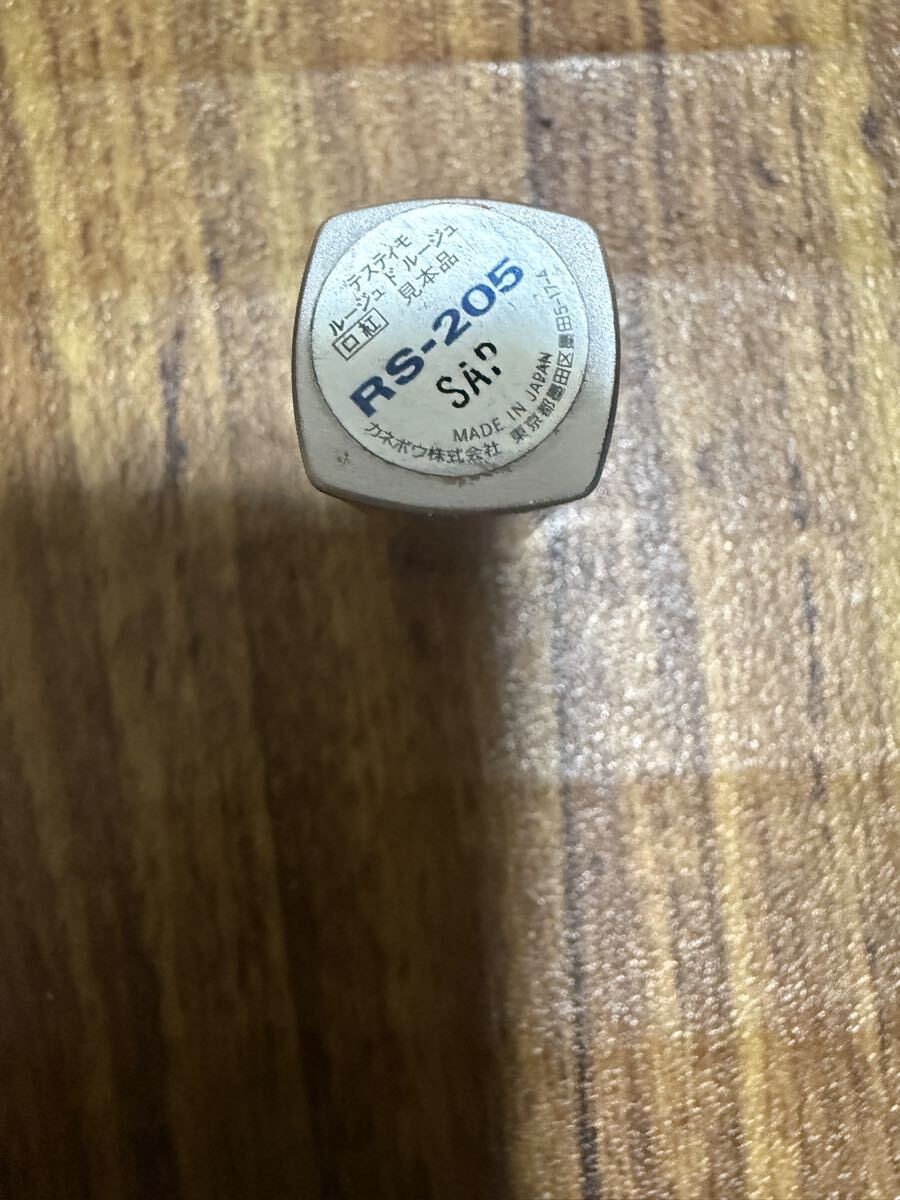 テスティモ
ルージュ ド ルージュ
口紅 見本品
RS-205
SAP
MADE IN JAPAN
カネボウ株式会社 東京都墨田区墨田5-17-4